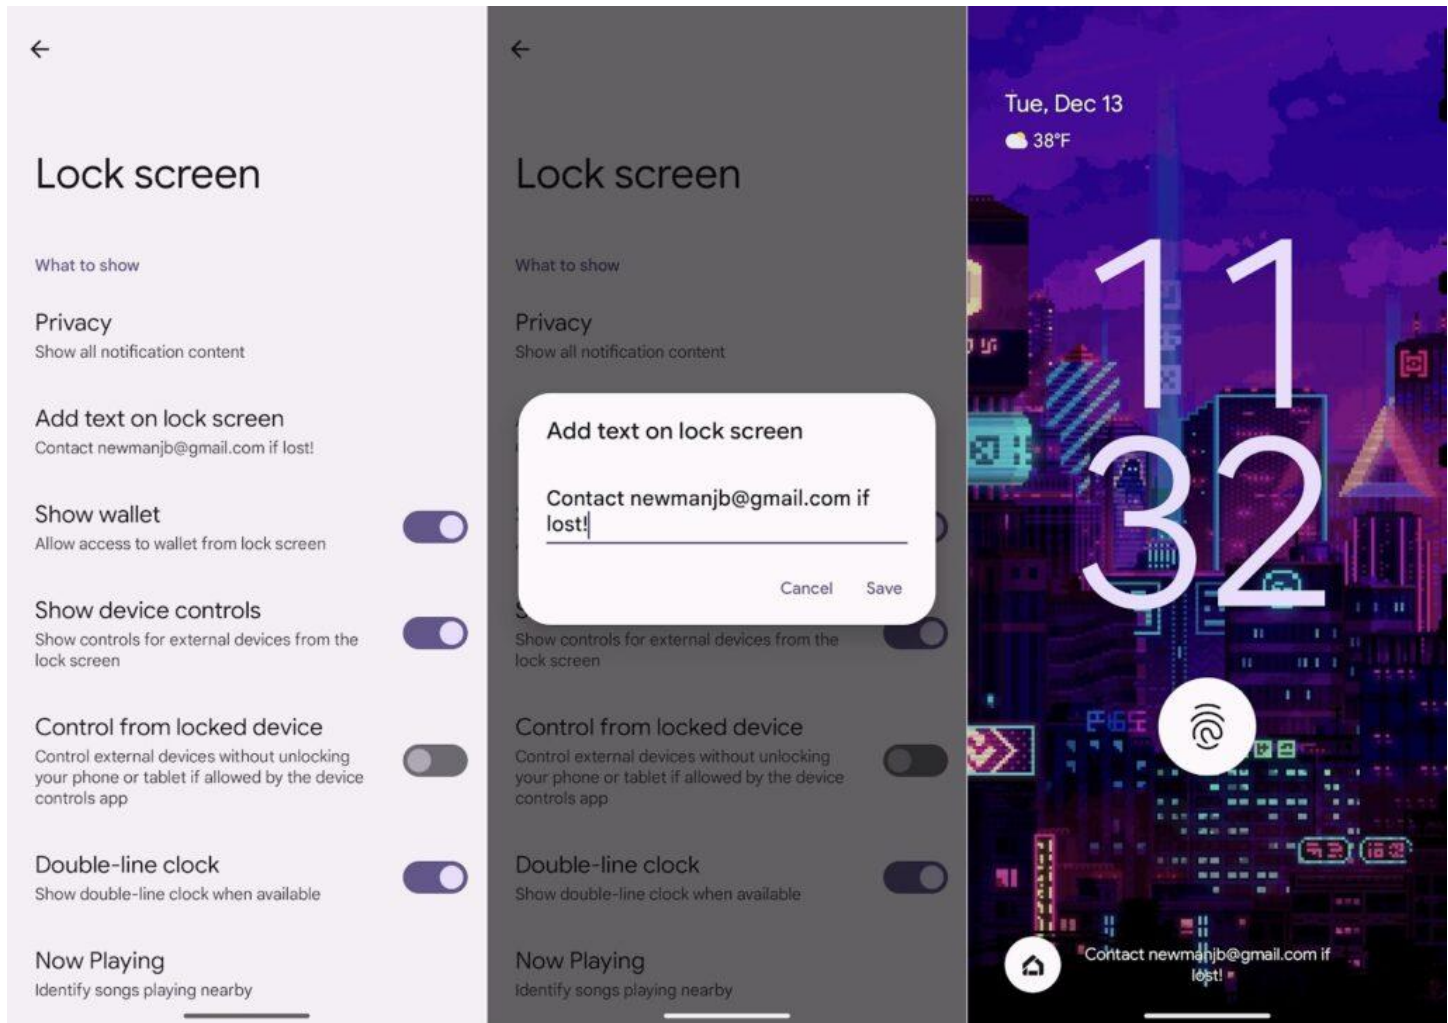 Lock screen
What to show
Privacy
Show all notification content
Add text on lock screen
Contact newmanjb@gmail.com if lost!
Show wallet
Allow access to wallet from lock screen
Show device controls
Show controls for external devices from the
lock screen
Control from locked device
Control external devices without unlocking
your phone or tablet if allowed by the device
controls app
Double-line clock
Show double-line clock when available
Now Playing
Identify songs playing nearby
Lock screen
What to show
Privacy
Show all notification content
Add text on lock screen
Contact newmanjb@gmail.com if
lost!
Cancel Save
Show controls for external devices from the
lock screen
Control from locked device
Control external devices without unlocking
your phone or tablet if allowed by the device
controls app
Double-line clock
Show double-line clock when available
Now Playing
Identify songs playing nearby
Tue, Dec 13
38°F
11
32
Contact newmanjb@gmail.com if
lost!